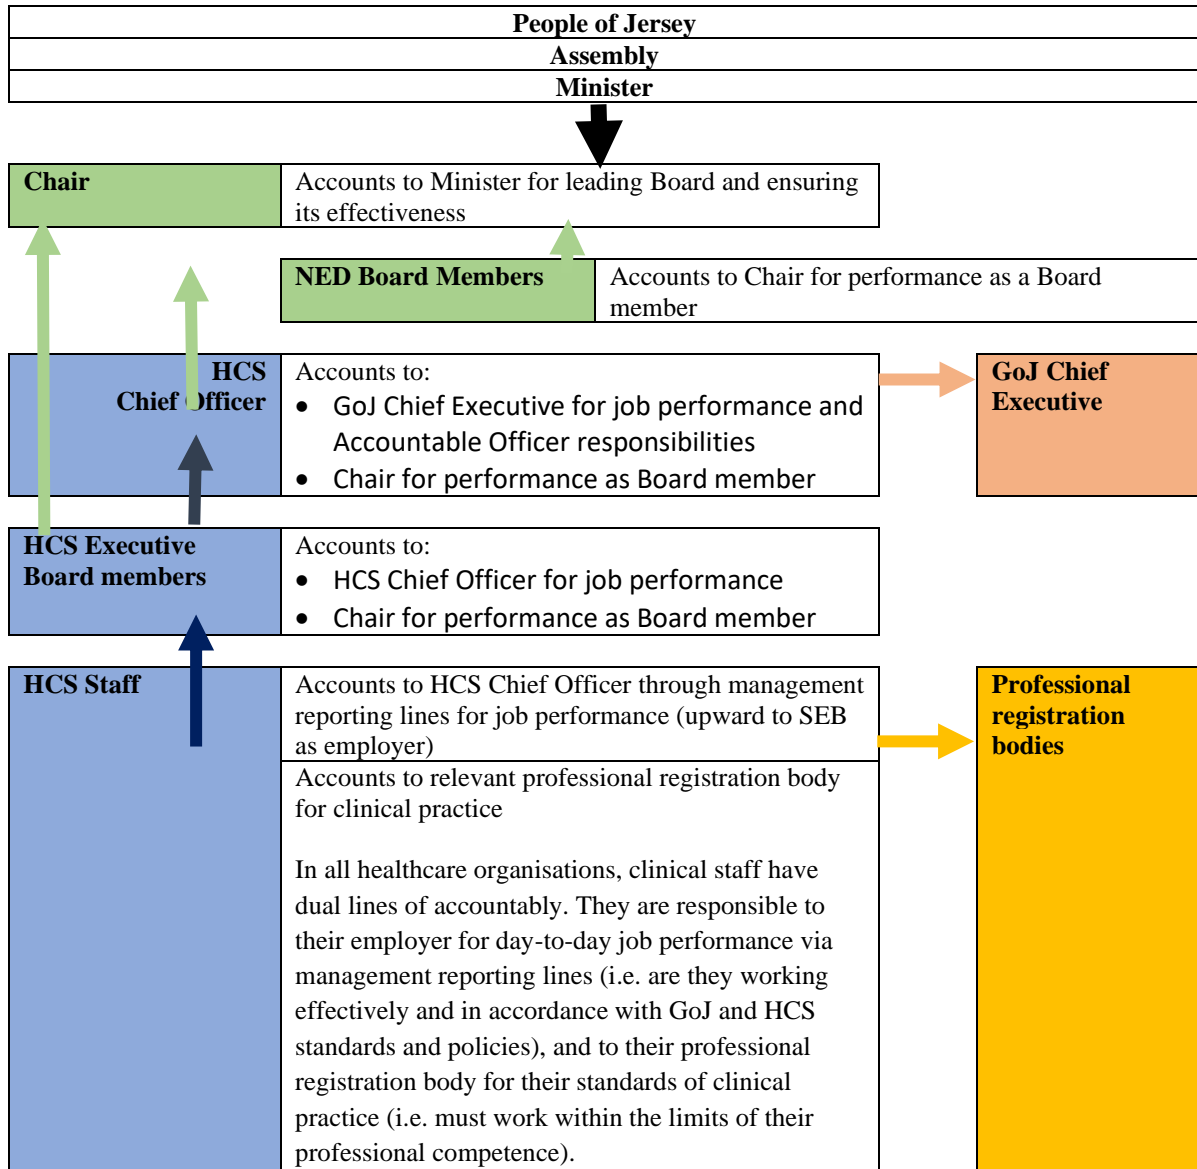 People of Jersey
Assembly
Minister
Chair
Accounts to Minister for leading Board and ensuring
its effectiveness
NED Board Members
Accounts to Chair for performance as a Board
member
HCS
Chief Officer
Accounts to:
• GoJ Chief Executive for job performance and
Accountable Officer responsibilities
• Chair for performance as Board member
GoJ Chief
Executive
HCS Executive
Board members
Accounts to:
• HCS Chief Officer for job performance
• Chair for performance as Board member
HCS Staff
Accounts to HCS Chief Officer through management
reporting lines for job performance (upward to SEB
as employer)
Professional
registration
bodies
Accounts to relevant professional registration body
for clinical practice
In all healthcare organisations, clinical staff have
dual lines of accountably. They are responsible to
their employer for day-to-day job performance via
management reporting lines (i.e. are they working
effectively and in accordance with GoJ and HCS
standards and policies), and to their professional
registration body for their standards of clinical
practice (i.e. must work within the limits of their
professional competence).